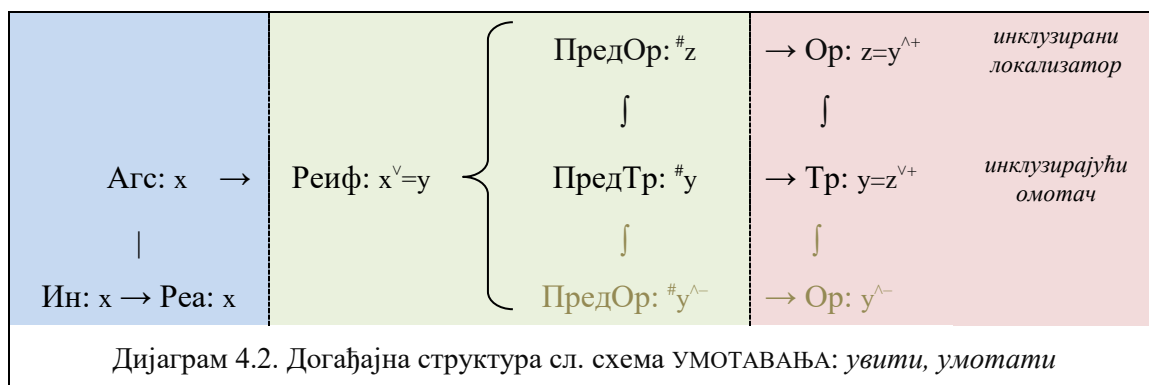 ПредОр: #z → Ор: z=y^+ инклузирани
локализатор
∫ ∫
Агс: x → Реиф: x˅=y ПредТр: #y → Тр: y=z˅+ инклузирајући
омотач
| ∫ ∫
Ин: x → Реа: x ПредОр: #y^– → Ор: y^–
Дијаграм 4.2. Догађајна структура сл. схема УМОТАВАЊА: увити, умотати